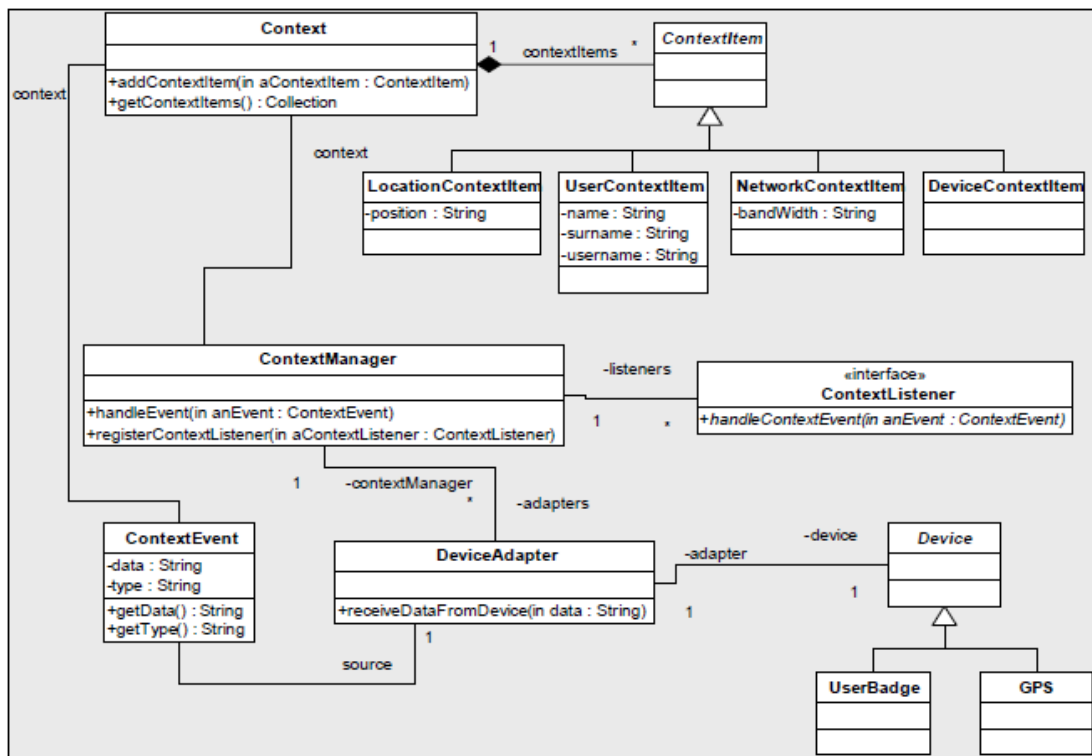 Context
+addContextItem(in aContextItem : ContextItem)
+getContextItems() : Collection
1
contextItems
*
ContextItem
context
context
LocationContextItem
-position : String
UserContextItem
-name : String
-surname : String
-username : String
NetworkContextItem
-bandWidth : String
DeviceContextItem
ContextManager
+handleEvent(in anEvent : ContextEvent)
+registerContextListener(in aContextListener : ContextListener)
-listeners
1
*
«interface»
ContextListener
+handleContextEvent(in anEvent : ContextEvent)
1
-contextManager
*
-adapters
ContextEvent
-data : String
-type : String
+getData() : String
+getType() : String
DeviceAdapter
+receiveDataFromDevice(in data : String)
-adapter
-device
1
1
Device
1
source
UserBadge
GPS